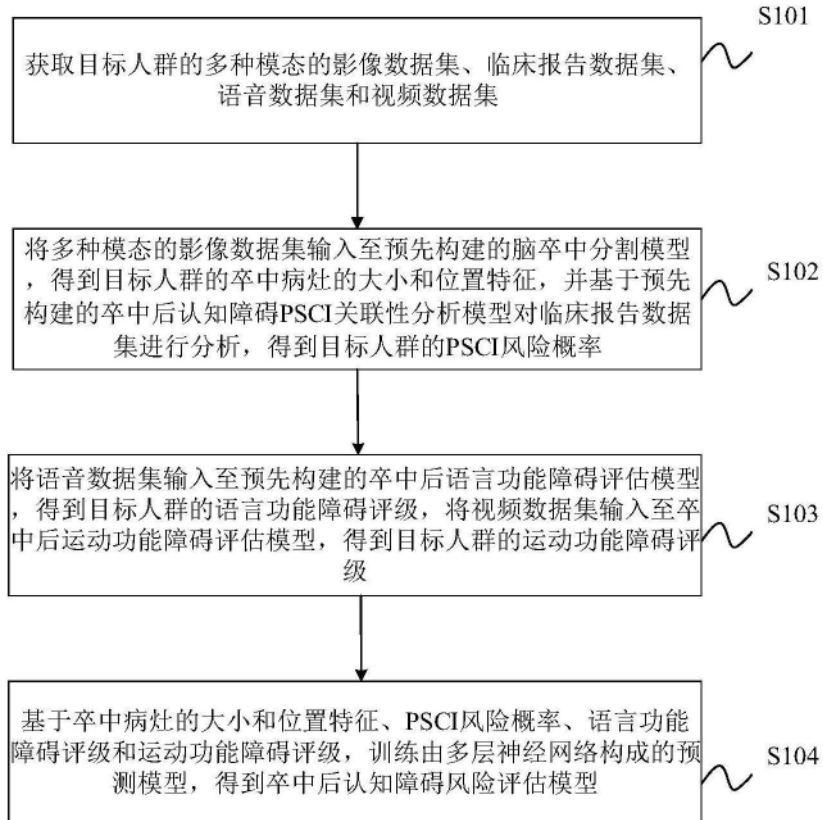 S101
获取目标人群的多种模态的影像数据集、临床报告数据集、
语音数据集和视频数据集
将多种模态的影像数据集输入至预先构建的脑卒中分割模型
，得到目标人群的卒中病灶的大小和位置特征，并基于预先
构建的卒中后认知障碍PSCI关联性分析模型对临床报告数据
集进行分析，得到目标人群的PSCI风险概率
S102
将语音数据集输入至预先构建的卒中后语言功能障碍评估模型
，得到目标人群的语言功能障碍评级，将视频数据集输入至卒
中后运动功能障碍评估模型，得到目标人群的运动功能障碍评
级
S103
基于卒中病灶的大小和位置特征、PSCI风险概率、语言功能
障碍评级和运动功能障碍评级，训练由多层神经网络构成的预
测模型，得到卒中后认知障碍风险评估模型
S104